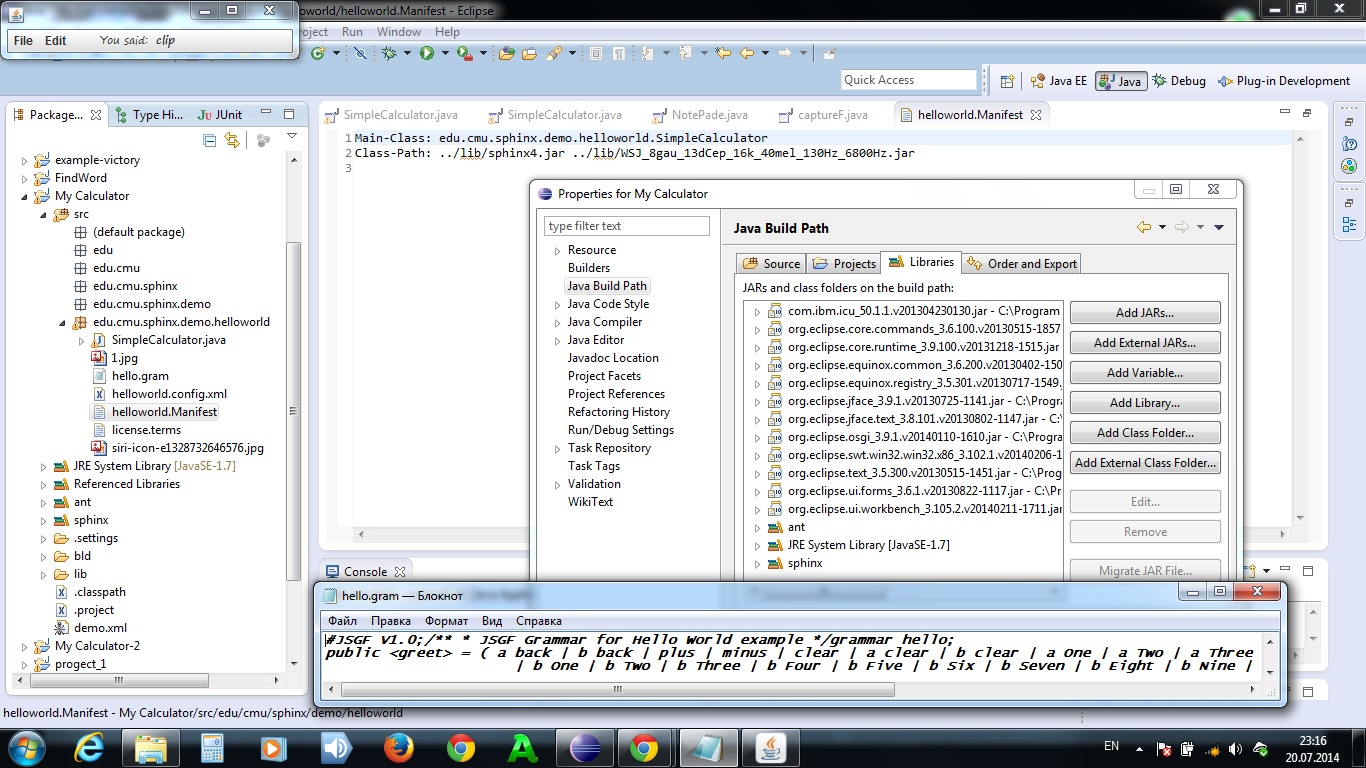 oworld/helloworld.Manifest - Eclipse
File Edit You said: clip
oject Run Window Help
Quick Access
Java EE Java Debug Plug-in Development
Package... Type Hi... JU JUnit
example-victory
FindWord
My Calculator
src
(default package)
edu
edu.cmu
edu.cmu.sphinx
edu.cmu.sphinx.demo
edu.cmu.sphinx.demo.helloworld
SimpleCalculator.java
1.jpg
hello.gram
helloworld.config.xml
helloworld.Manifest
license.terms
siri-icon-e1328732646576.jpg
JRE System Library [JavaSE-1.7]
Referenced Libraries
ant
sphinx
.settings
bld
lib
.classpath
.project
demo.xml
My Calculator-2
progect_1
SimpleCalculator.java SimpleCalculator.java NotePade.java captureF.java helloworld.Manifest
1 Main-Class: edu.cmu.sphinx.demo.helloworld.SimpleCalculator
2 Class-Path: ../lib/sphinx4.jar ../lib/WSJ_8gau_13dCep_16k_40mel_130Hz_6800Hz.jar
3
Properties for My Calculator
type filter text
Resource
Builders
Java Build Path
Java Code Style
Java Compiler
Java Editor
Javadoc Location
Project Facets
Project References
Refactoring History
Run/Debug Settings
Task Repository
Task Tags
Validation
WikiText
Java Build Path
Source Projects Libraries Order and Export
JARs and class folders on the build path:
com.ibm.icu_50.1.1.v201304230130.jar - C:\Program
org.eclipse.core.commands_3.6.100.v20130515-1857
org.eclipse.core.runtime_3.9.100.v20131218-1515.jar
org.eclipse.equinox.common_3.6.200.v20130402-150
org.eclipse.equinox.registry_3.5.301.v20130717-1549.
org.eclipse.jface_3.9.1.v20130725-1141.jar - C:\Progra
org.eclipse.jface.text_3.8.101.v20130802-1147.jar - C:\
org.eclipse.osgi_3.9.1.v20140110-1610.jar - C:\Progra
org.eclipse.swt.win32.win32.x86_3.102.1.v20140206-1
org.eclipse.text_3.5.300.v20130515-1451.jar - C:\Prog
org.eclipse.ui.forms_3.6.1.v20130822-1117.jar - C:\Pr
org.eclipse.ui.workbench_3.105.2.v20140211-1711.jar
ant
JRE System Library [JavaSE-1.7]
sphinx
Add JARs...
Add External JARs...
Add Variable...
Add Library...
Add Class Folder...
Add External Class Folder...
Edit...
Remove
Migrate JAR File...
Console
hello.gram — Блокнот
Файл Правка Формат Вид Справка
#JSGF V1.0;/** * JSGF Grammar for Hello World example */grammar hello;
public <greet> = ( a back | b back | plus | minus | clear | a clear | b clear | a One | a Two | a Three
| b One | b Two | b Three | b Four | b Five | b Six | b Seven | b Eight | b Nine |
helloworld.Manifest - My Calculator/src/edu/cmu/sphinx/demo/helloworld
EN
23:16
20.07.2014